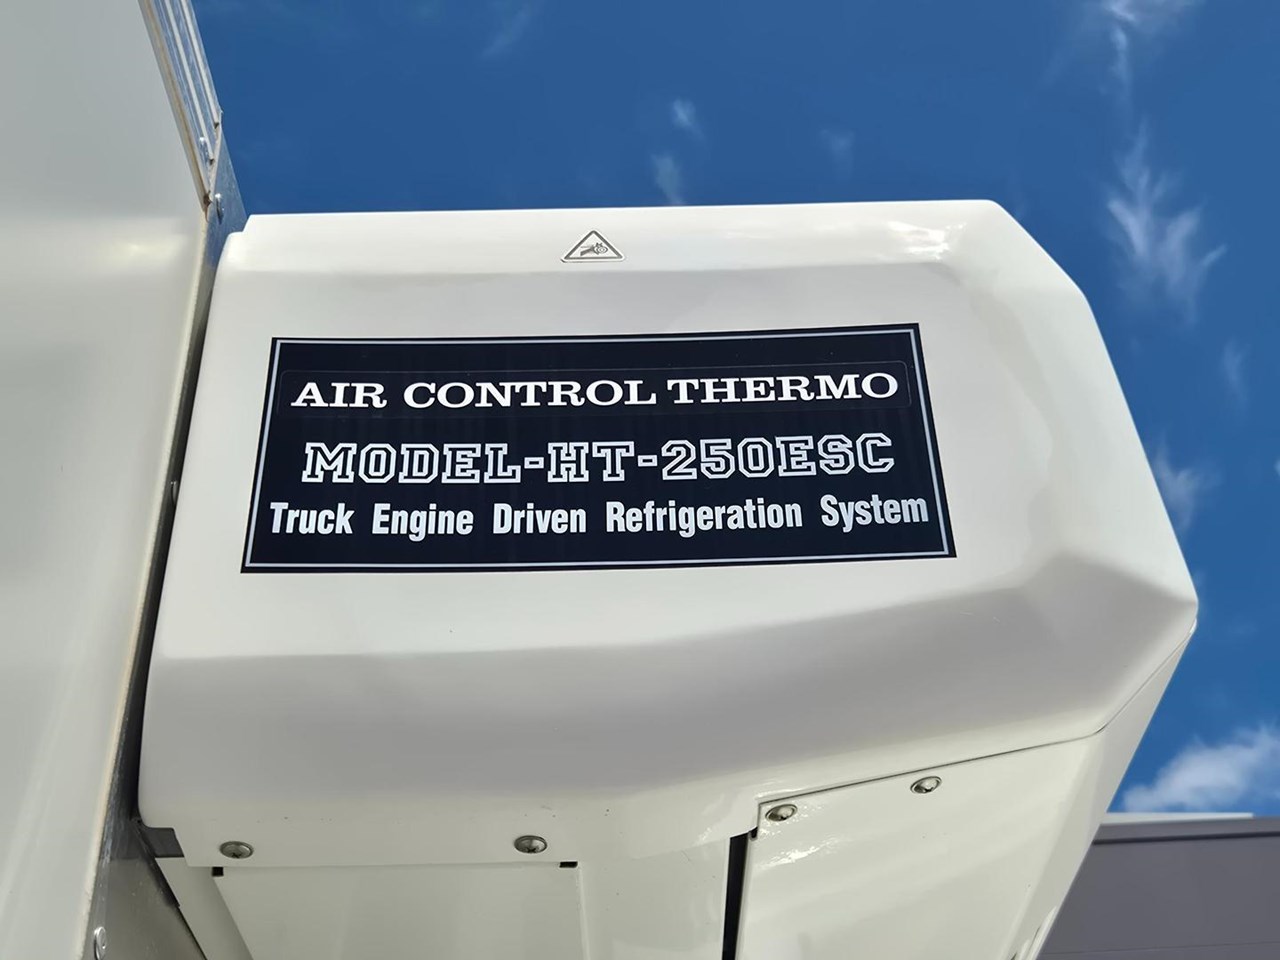 AIR CONTROL THERMO
MODEL-HT-250ESC
Truck Engine Driven Refrigeration System